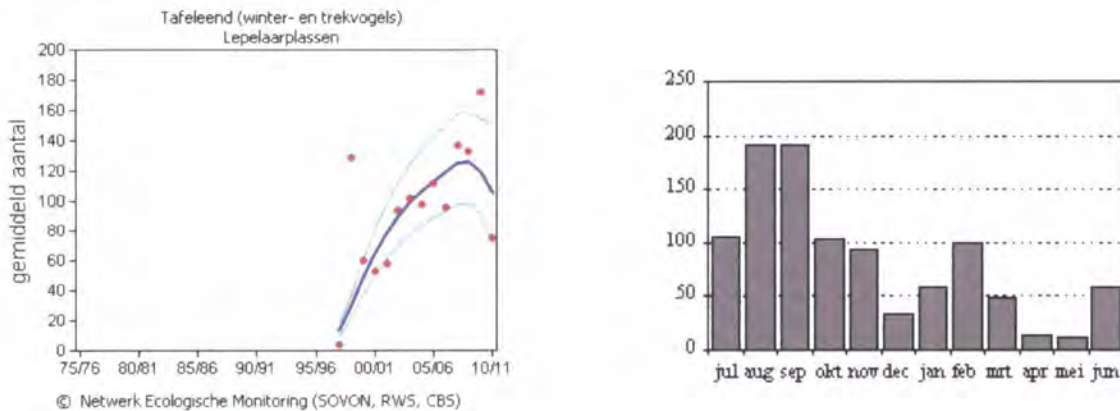 Tafeleend (winter- en trekvogels)
Lepelaarplassen
gemiddeld aantal
200
180
160
140
120
100
80
60
40
20
0
75/76 80/81 85/86 90/91 95/96 00/01 05/06 10/11
© Netwerk Ecologische Monitoring (SOVON, RWS, CBS)
250
200
150
100
50
0
jul aug sep okt nov dec jan feb mrt apr mei jun